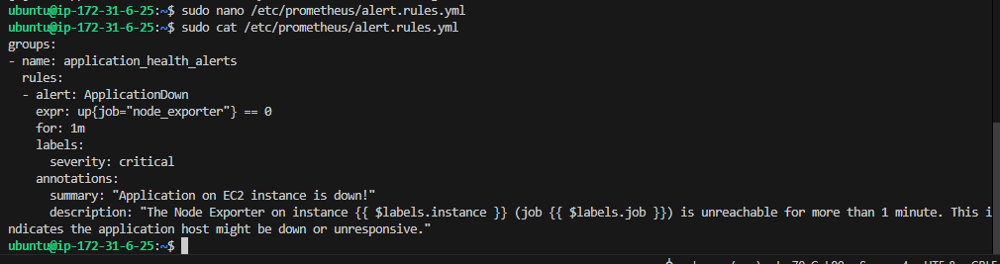 ubuntu@ip-172-31-6-25:~$ sudo nano /etc/prometheus/alert.rules.yml
ubuntu@ip-172-31-6-25:~$ sudo cat /etc/prometheus/alert.rules.yml
groups:
- name: application_health_alerts
  rules:
  - alert: ApplicationDown
    expr: up{job="node_exporter"} == 0
    for: 1m
    labels:
      severity: critical
    annotations:
      summary: "Application on EC2 instance is down!"
      description: "The Node Exporter on instance {{ $labels.instance }} (job {{ $labels.job }}) is unreachable for more than 1 minute. This i
ndicates the application host might be down or unresponsive."
ubuntu@ip-172-31-6-25:~$